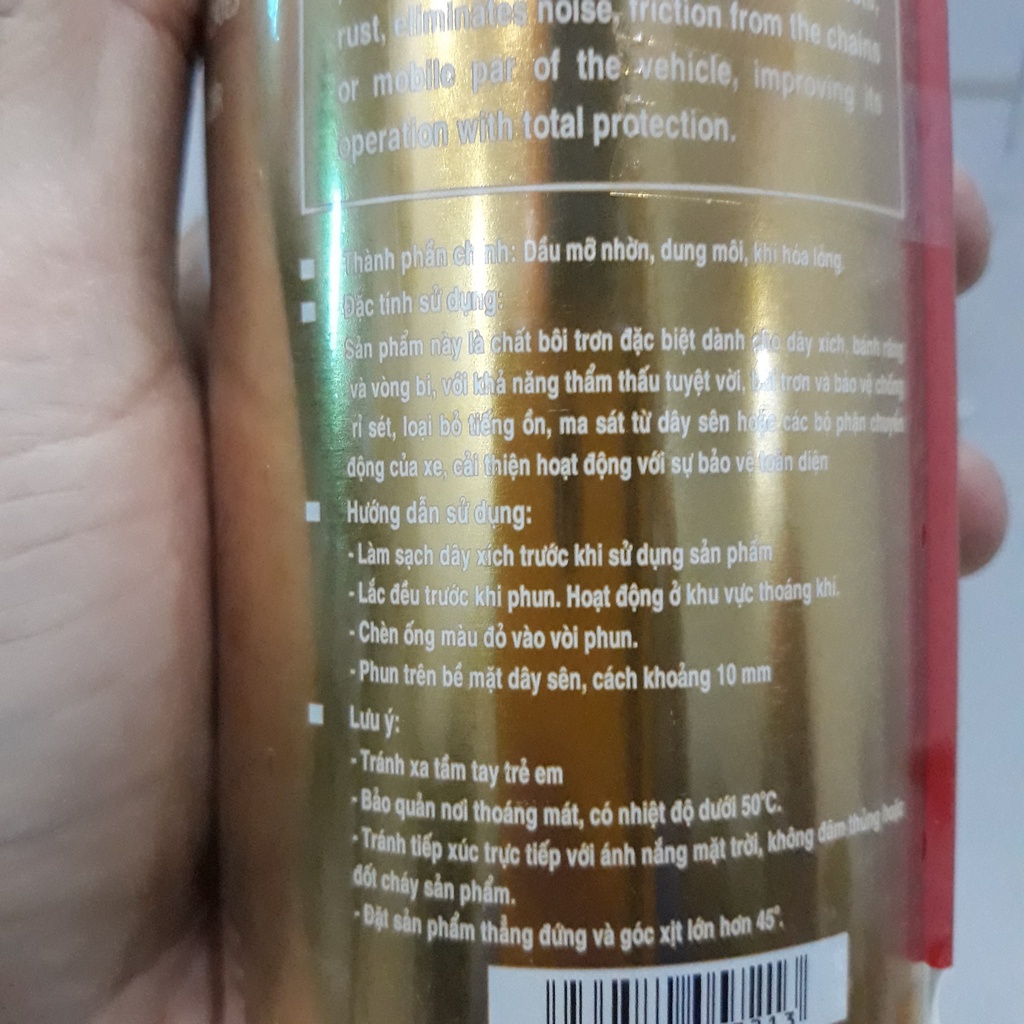 rust, eliminates noise, friction from the chains
or mobile par of the vehicle, improving its
operation with total protection.
Thành phần chính: Dầu mỡ nhờn, dung môi, khí hóa lỏng.
Đặc tính sử dụng:
Sản phẩm này là chất bôi trơn đặc biệt dành cho dây xích, bánh răng
và vòng bi, với khả năng thẩm thấu tuyệt vời, bôi trơn và bảo vệ chống
rỉ sét, loại bỏ tiếng ồn, ma sát từ dây sên hoặc các bộ phận chuyển
động của xe, cải thiện hoạt động với sự bảo vệ toàn diện
Hướng dẫn sử dụng:
- Làm sạch dây xích trước khi sử dụng sản phẩm
- Lắc đều trước khi phun. Hoạt động ở khu vực thoáng khí.
- Chèn ống màu đỏ vào vòi phun.
- Phun trên bề mặt dây sên, cách khoảng 10 mm
Lưu ý:
- Tránh xa tầm tay trẻ em
- Bảo quản nơi thoáng mát, có nhiệt độ dưới 50°C.
- Tránh tiếp xúc trực tiếp với ánh nắng mặt trời, không đâm thủng hoặc
đốt cháy sản phẩm.
- Đặt sản phẩm thẳng đứng và góc xịt lớn hơn 45°.